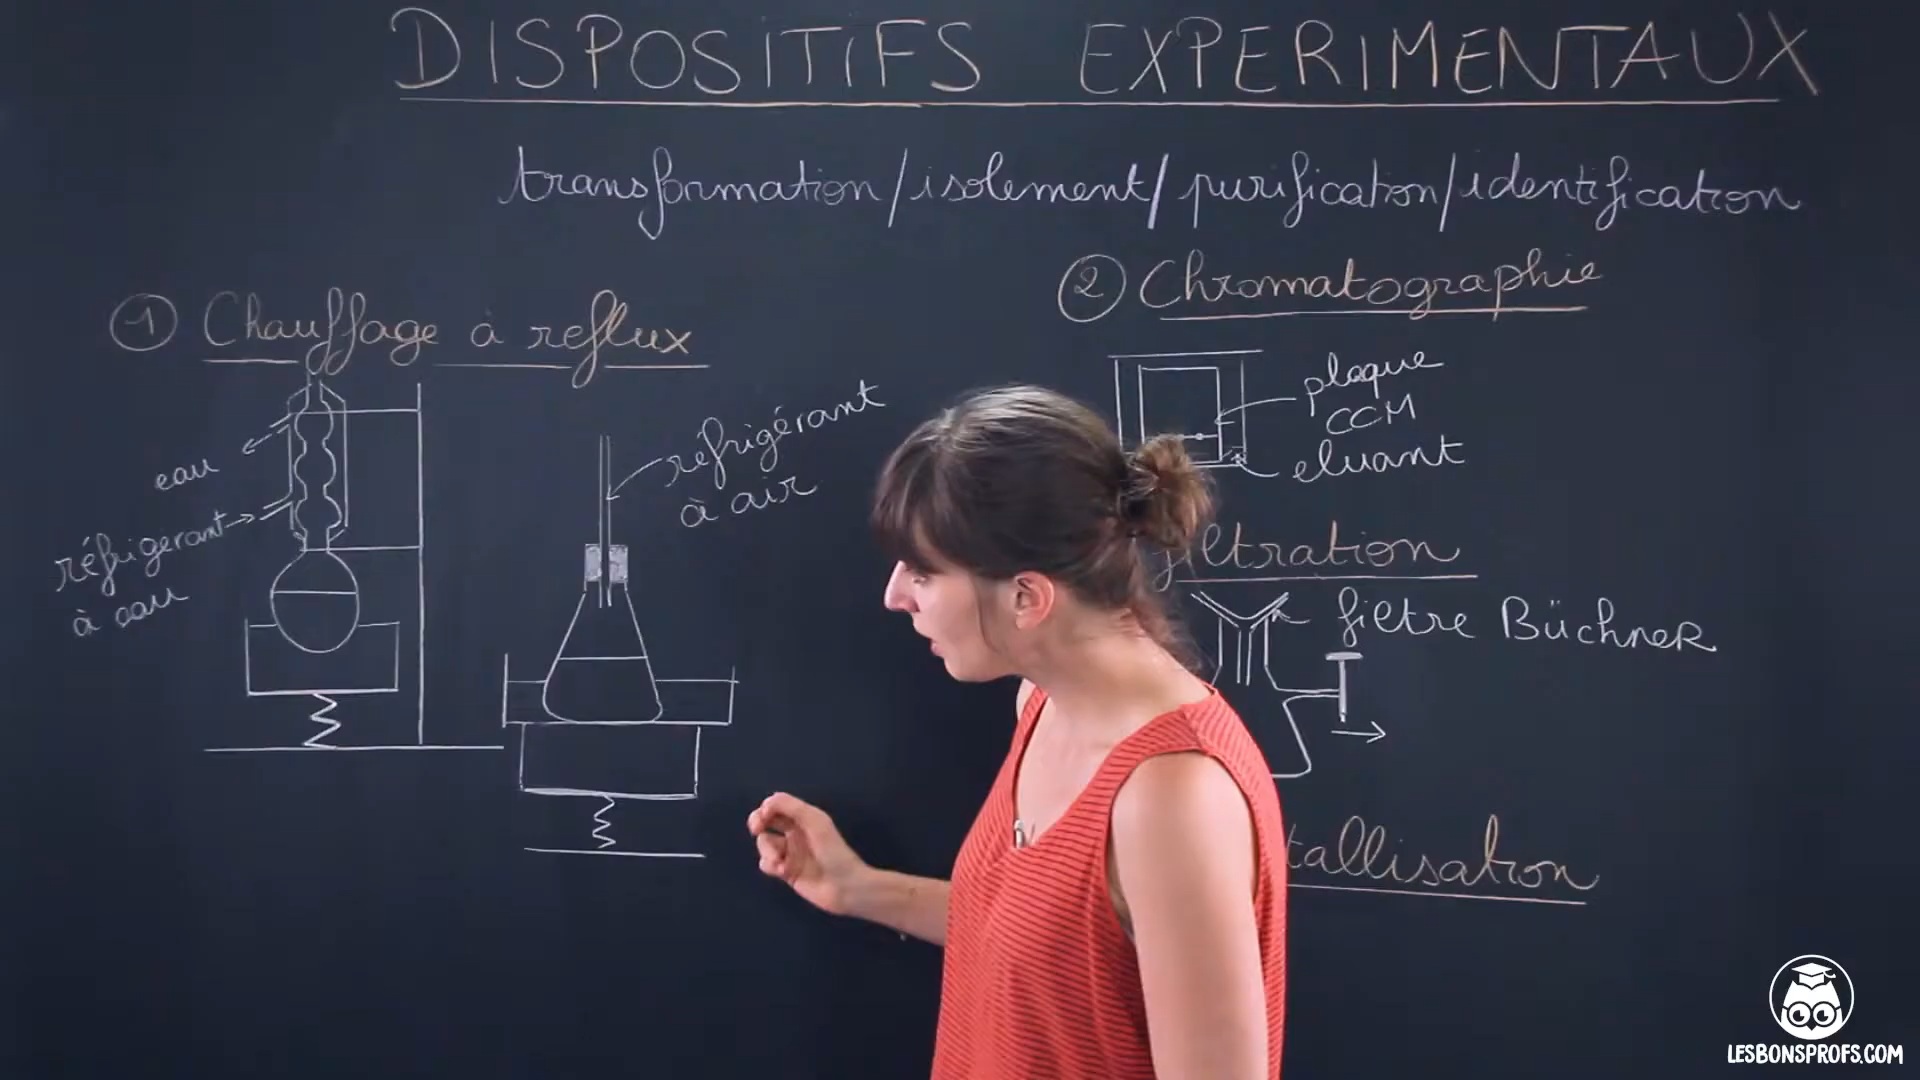 DISPOSITIFS EXPERIMENTAUX
transformation/isolement/purification/identification
1 Chauffage à reflux
eau
réfrigérant
à eau
réfrigérant
à air
2 Chromatographie
plaque
CCM
eluant
filtration
filtre Büchner
tallisation
LESBONSPROFS.COM